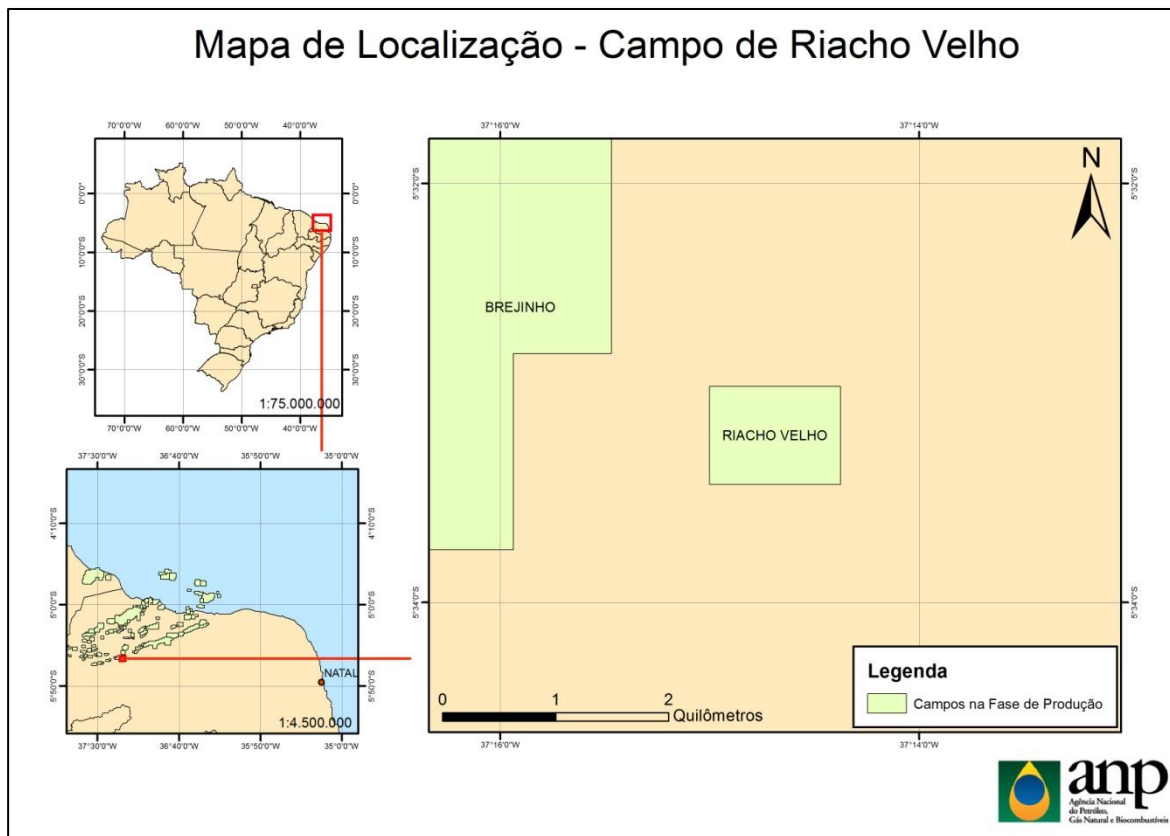 Mapa de Localização - Campo de Riacho Velho
70°0'0"W 60°0'0"W 50°0'0"W 40°0'0"W
0°0'0" 0°0'0"
10°0'0"S 10°0'0"S
20°0'0"S 20°0'0"S
30°0'0"S 30°0'0"S
1:75.000.000
70°0'0"W 60°0'0"W 50°0'0"W 40°0'0"W
37°30'0"W 36°40'0"W 35°50'0"W 35°0'0"W
4°10'0"S 4°10'0"S
5°0'0"S 5°0'0"S
5°50'0"S 5°50'0"S
NATAL
1:4.500.000
37°30'0"W 36°40'0"W 35°50'0"W 35°0'0"W
37°16'0"W 37°14'0"W
5°32'0"S 5°32'0"S
N
BREJINHO
RIACHO VELHO
5°34'0"S 5°34'0"S
0 1 2
Quilômetros
Legenda
Campos na Fase de Produção
37°16'0"W 37°14'0"W
anp
Agência Nacional
do Petróleo,
Gás Natural e Biocombustíveis